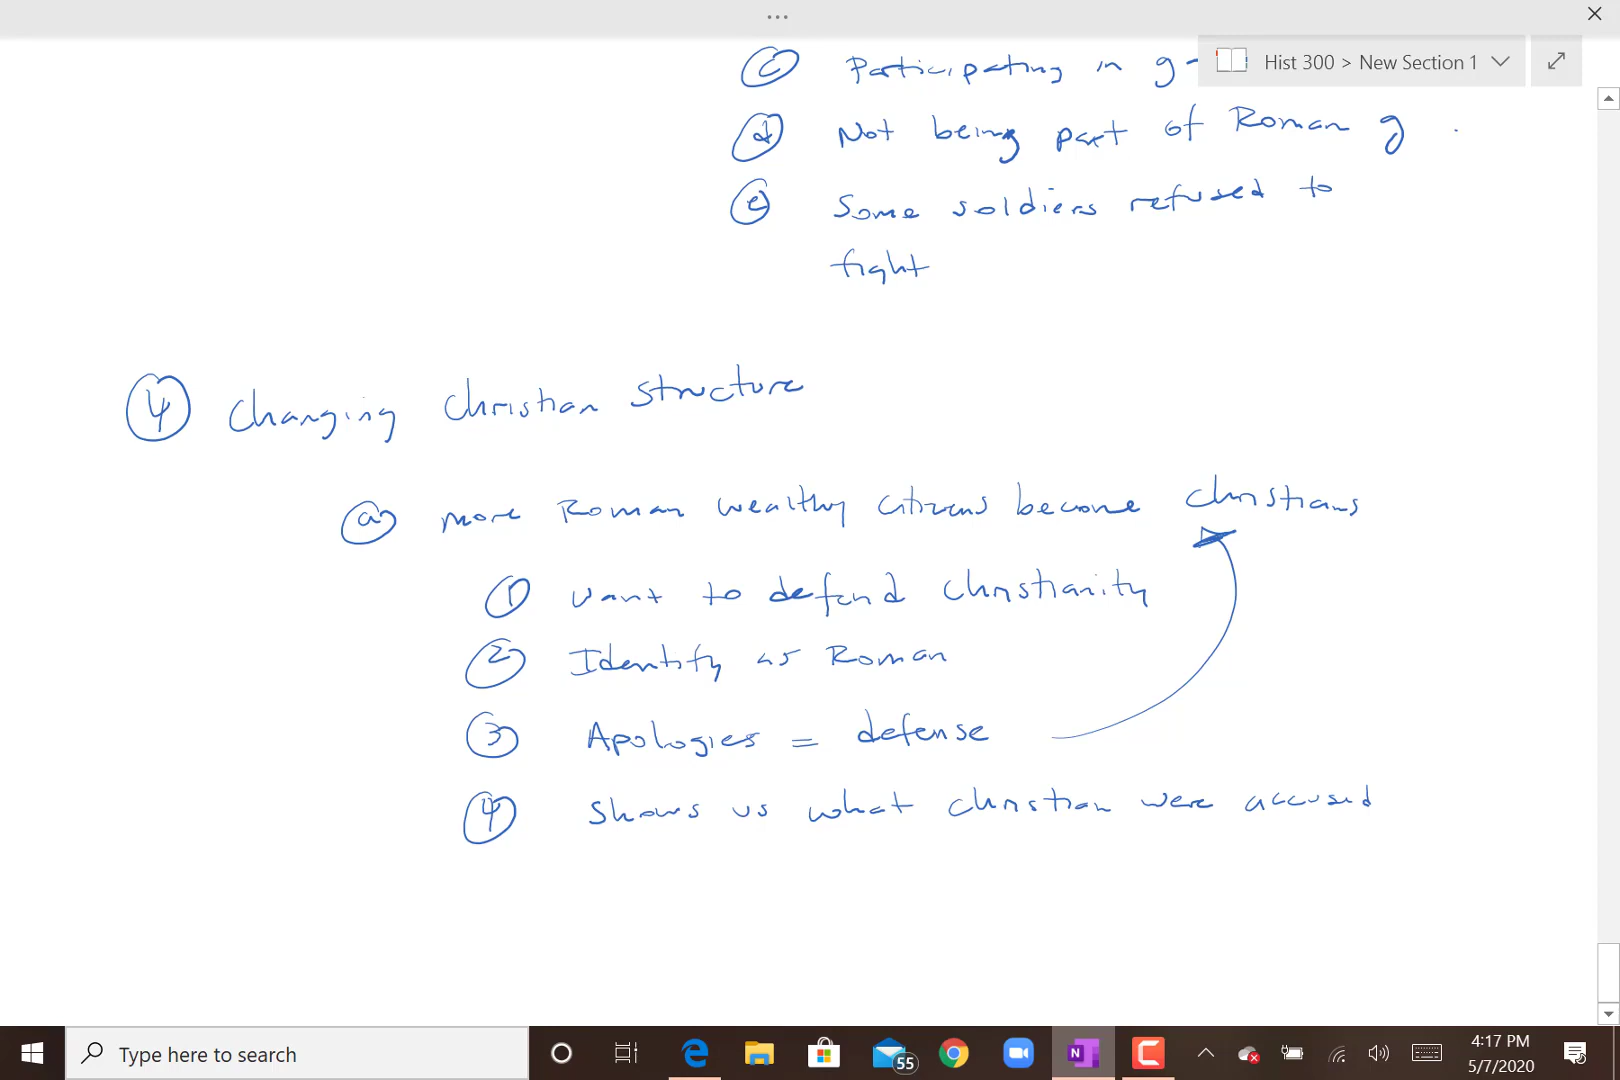 Hist 300 > New Section 1
c Participating in g-
d Not being part of Roman g
e Some soldiers refused to
fight
4 Changing Christian structure
a More Roman wealthy citizens become Christians
1 want to defend Christianity
2 Identify as Roman
3 Apologies = defense
4 Shows us what Christian were accused
Type here to search
55
4:17 PM
5/7/2020